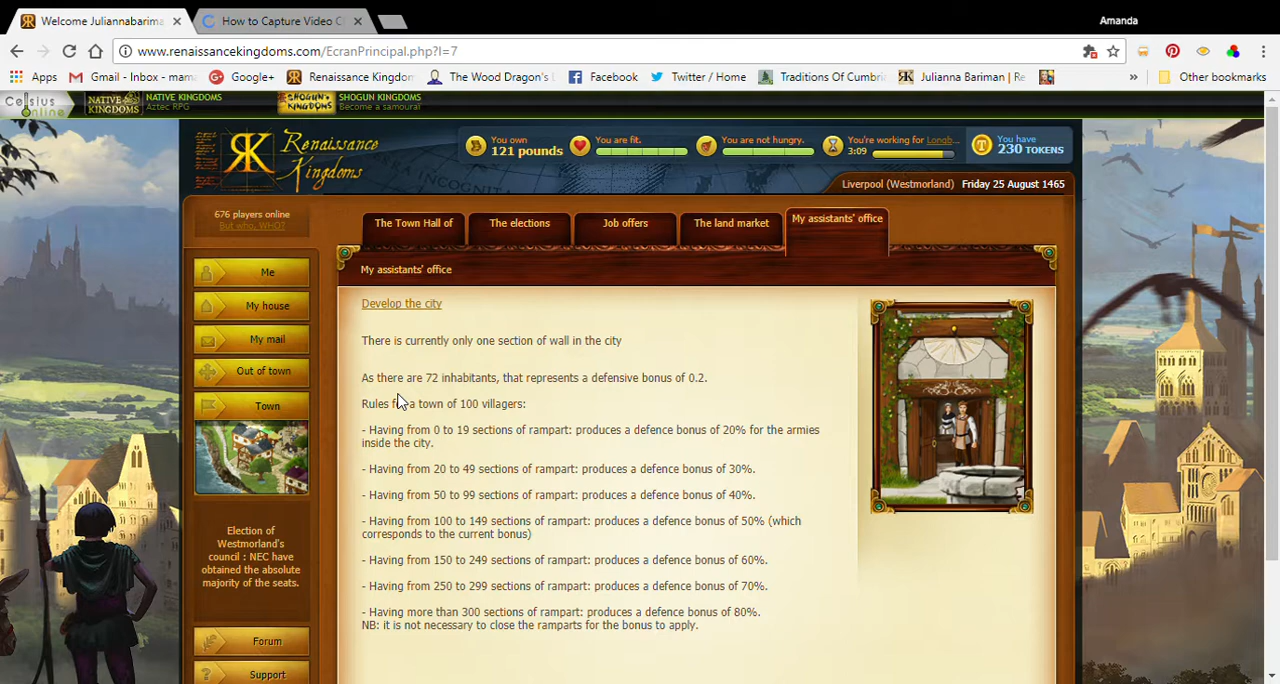 Welcome Juliannabarima
How to Capture Video C
Amanda
www.renaissancekingdoms.com/EcranPrincipal.php?l=7
Apps
Gmail - Inbox - mam
Google+
Renaissance Kingdom
The Wood Dragon's
Facebook
Twitter / Home
Traditions Of Cumbri
Julianna Bariman | Re
»
Other bookmarks
Celsius
online
NATIVE
KINGDOMS
NATIVE KINGDOMS
Aztec RPG
SHOGUN'S
KINGDOMS
SHOGUN KINGDOMS
Become a samouraï
RK
Renaissance
Kingdoms
You own
121 pounds
You are fit.
You are not hungry.
You're working for Longb...
3:09
You have
230 TOKENS
Liverpool (Westmorland) Friday 25 August 1465
676 players online
But who, WHO?
The Town Hall of
The elections
Job offers
The land market
My assistants' office
My assistants' office
Me
My house
My mail
Out of town
Town
Election of
Westmorland's
council : NEC have
obtained the absolute
majority of the seats.
Forum
Support
Develop the city
There is currently only one section of wall in the city
As there are 72 inhabitants, that represents a defensive bonus of 0.2.
Rules a town of 100 villagers:
- Having from 0 to 19 sections of rampart: produces a defence bonus of 20% for the armies
inside the city.
- Having from 20 to 49 sections of rampart: produces a defence bonus of 30%.
- Having from 50 to 99 sections of rampart: produces a defence bonus of 40%.
- Having from 100 to 149 sections of rampart: produces a defence bonus of 50% (which
corresponds to the current bonus)
- Having from 150 to 249 sections of rampart: produces a defence bonus of 60%.
- Having from 250 to 299 sections of rampart: produces a defence bonus of 70%.
- Having more than 300 sections of rampart: produces a defence bonus of 80%.
NB: it is not necessary to close the ramparts for the bonus to apply.